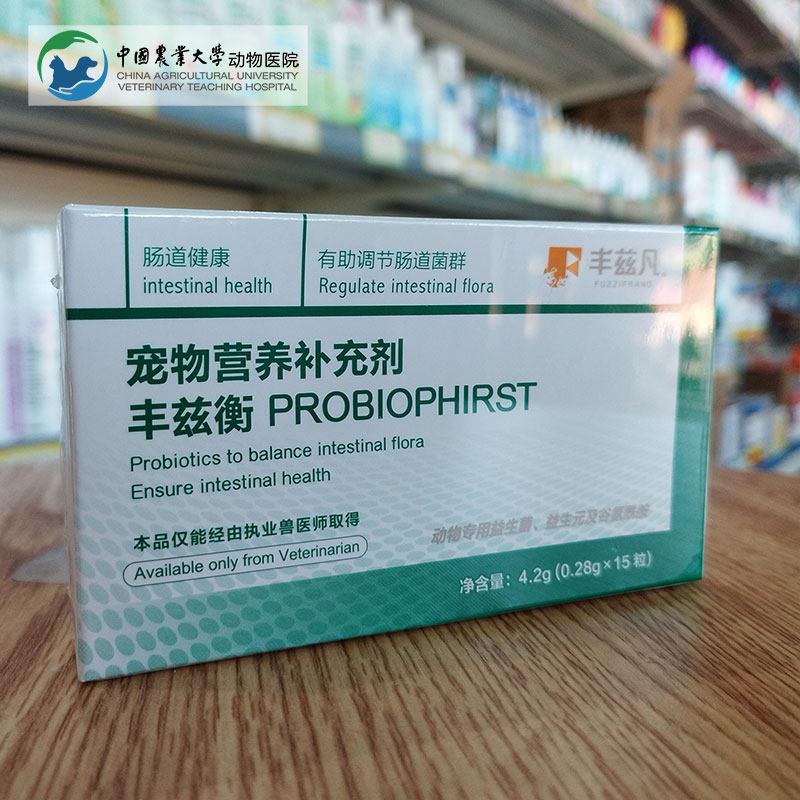 中國農業大學动物医院
CHINA AGRICULTURAL UNIVERSITY
VETERINARY TEACHING HOSPITAL
肠道健康
intestinal health
有助调节肠道菌群
Regulate intestinal flora
丰兹凡
FUZZIFRAND
宠物营养补充剂
丰兹衡 PROBIOPHIRST
Probiotics to balance intestinal flora
Ensure intestinal health
本品仅能经由执业兽医师取得
Available only from Veterinarian
动物专用益生菌、益生元及谷氨酰胺
净含量：4.2g (0.28g×15 粒)